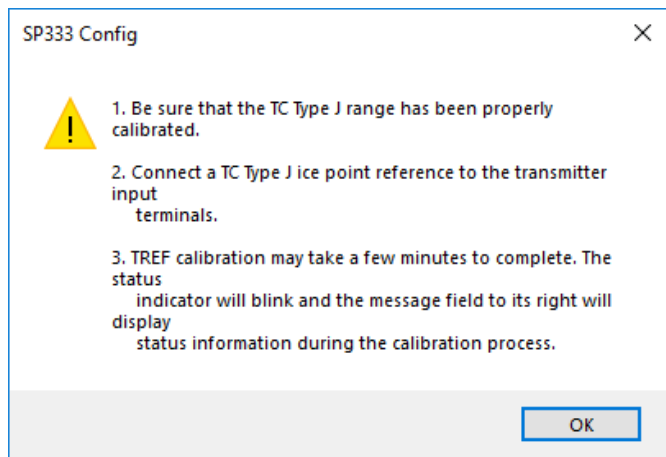 SP333 Config
1. Be sure that the TC Type J range has been properly
calibrated.
2. Connect a TC Type J ice point reference to the transmitter
input
terminals.
3. TREF calibration may take a few minutes to complete. The
status
indicator will blink and the message field to its right will
display
status information during the calibration process.
OK